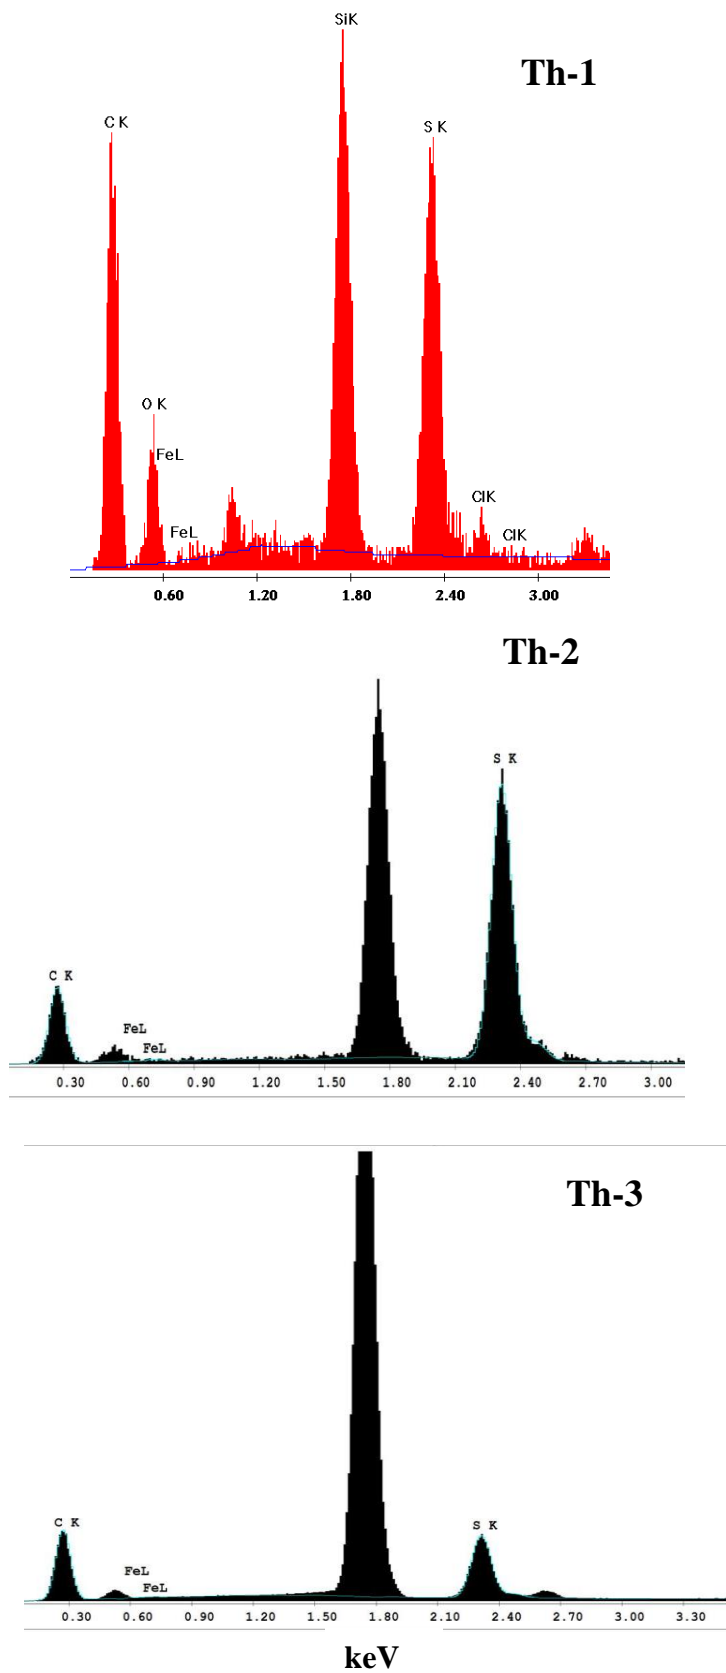 SiK
Th-1
C K
S K
O K
FeL
ClK
FeL
ClK
0.60 1.20 1.80 2.40 3.00
Th-2
S K
C K
FeL
FeL
0.30 0.60 0.90 1.20 1.50 1.80 2.10 2.40 2.70 3.00
Th-3
C K
S K
FeL
FeL
0.30 0.60 0.90 1.20 1.50 1.80 2.10 2.40 2.70 3.00 3.30
keV